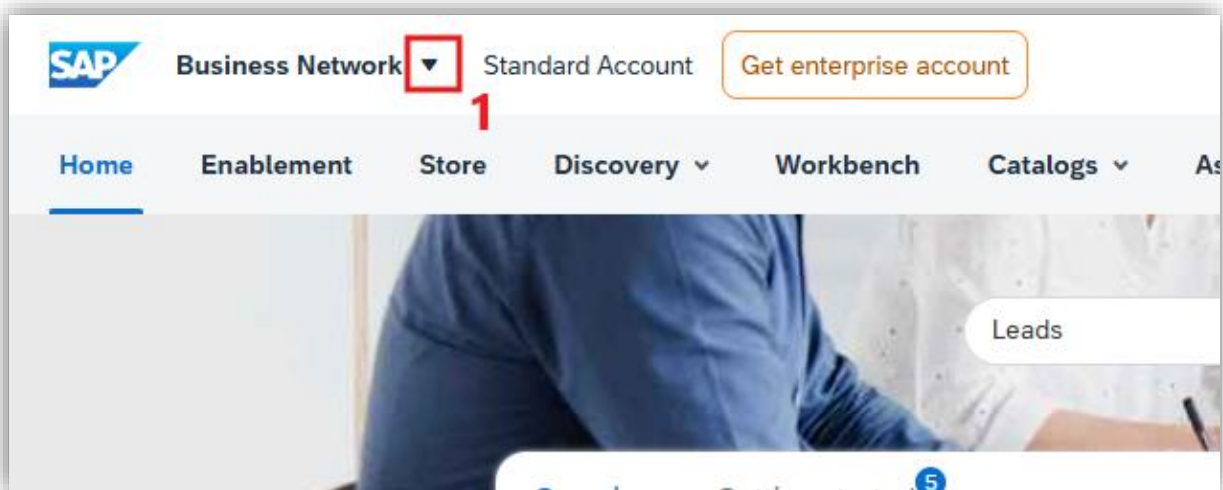 SAP Business Network Standard Account Get enterprise account
1
Home Enablement Store Discovery Workbench Catalogs
Leads
5